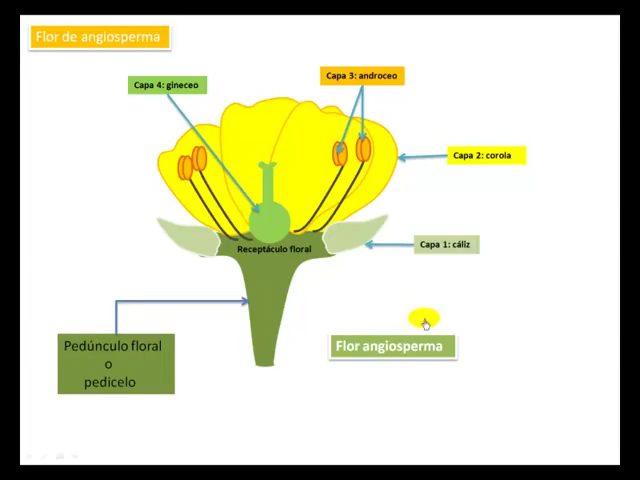 Flor de angiosperma
Capa 3: androceo
Capa 4: gineceo
Capa 2: corola
Capa 1: cáliz
Receptáculo floral
Pedúnculo floral
o
pedicelo
Flor angiosperma